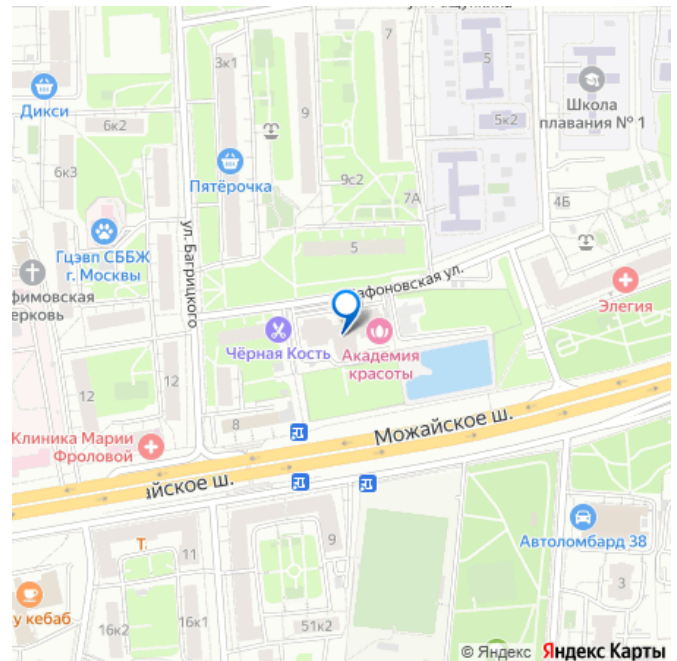 7
3к1
5
Дикси
9
Школа
плавания № 1
5к2
6к2
Пятёрочка
6к3
9с2
7А
4Б
ул. Багрицкого
Гцэвп СББЖ
г. Москвы
5
афоновская ул.
фимовская
ерковь
Элегия
Чёрная Кость
Академия
красоты
12
12
8
Можайское ш.
Клиника Марии
Фроловой
айское ш.
Автоломбард 38
9
11
3
у кебаб
16к2
16к1
51к2
© Яндекс Яндекс Карты